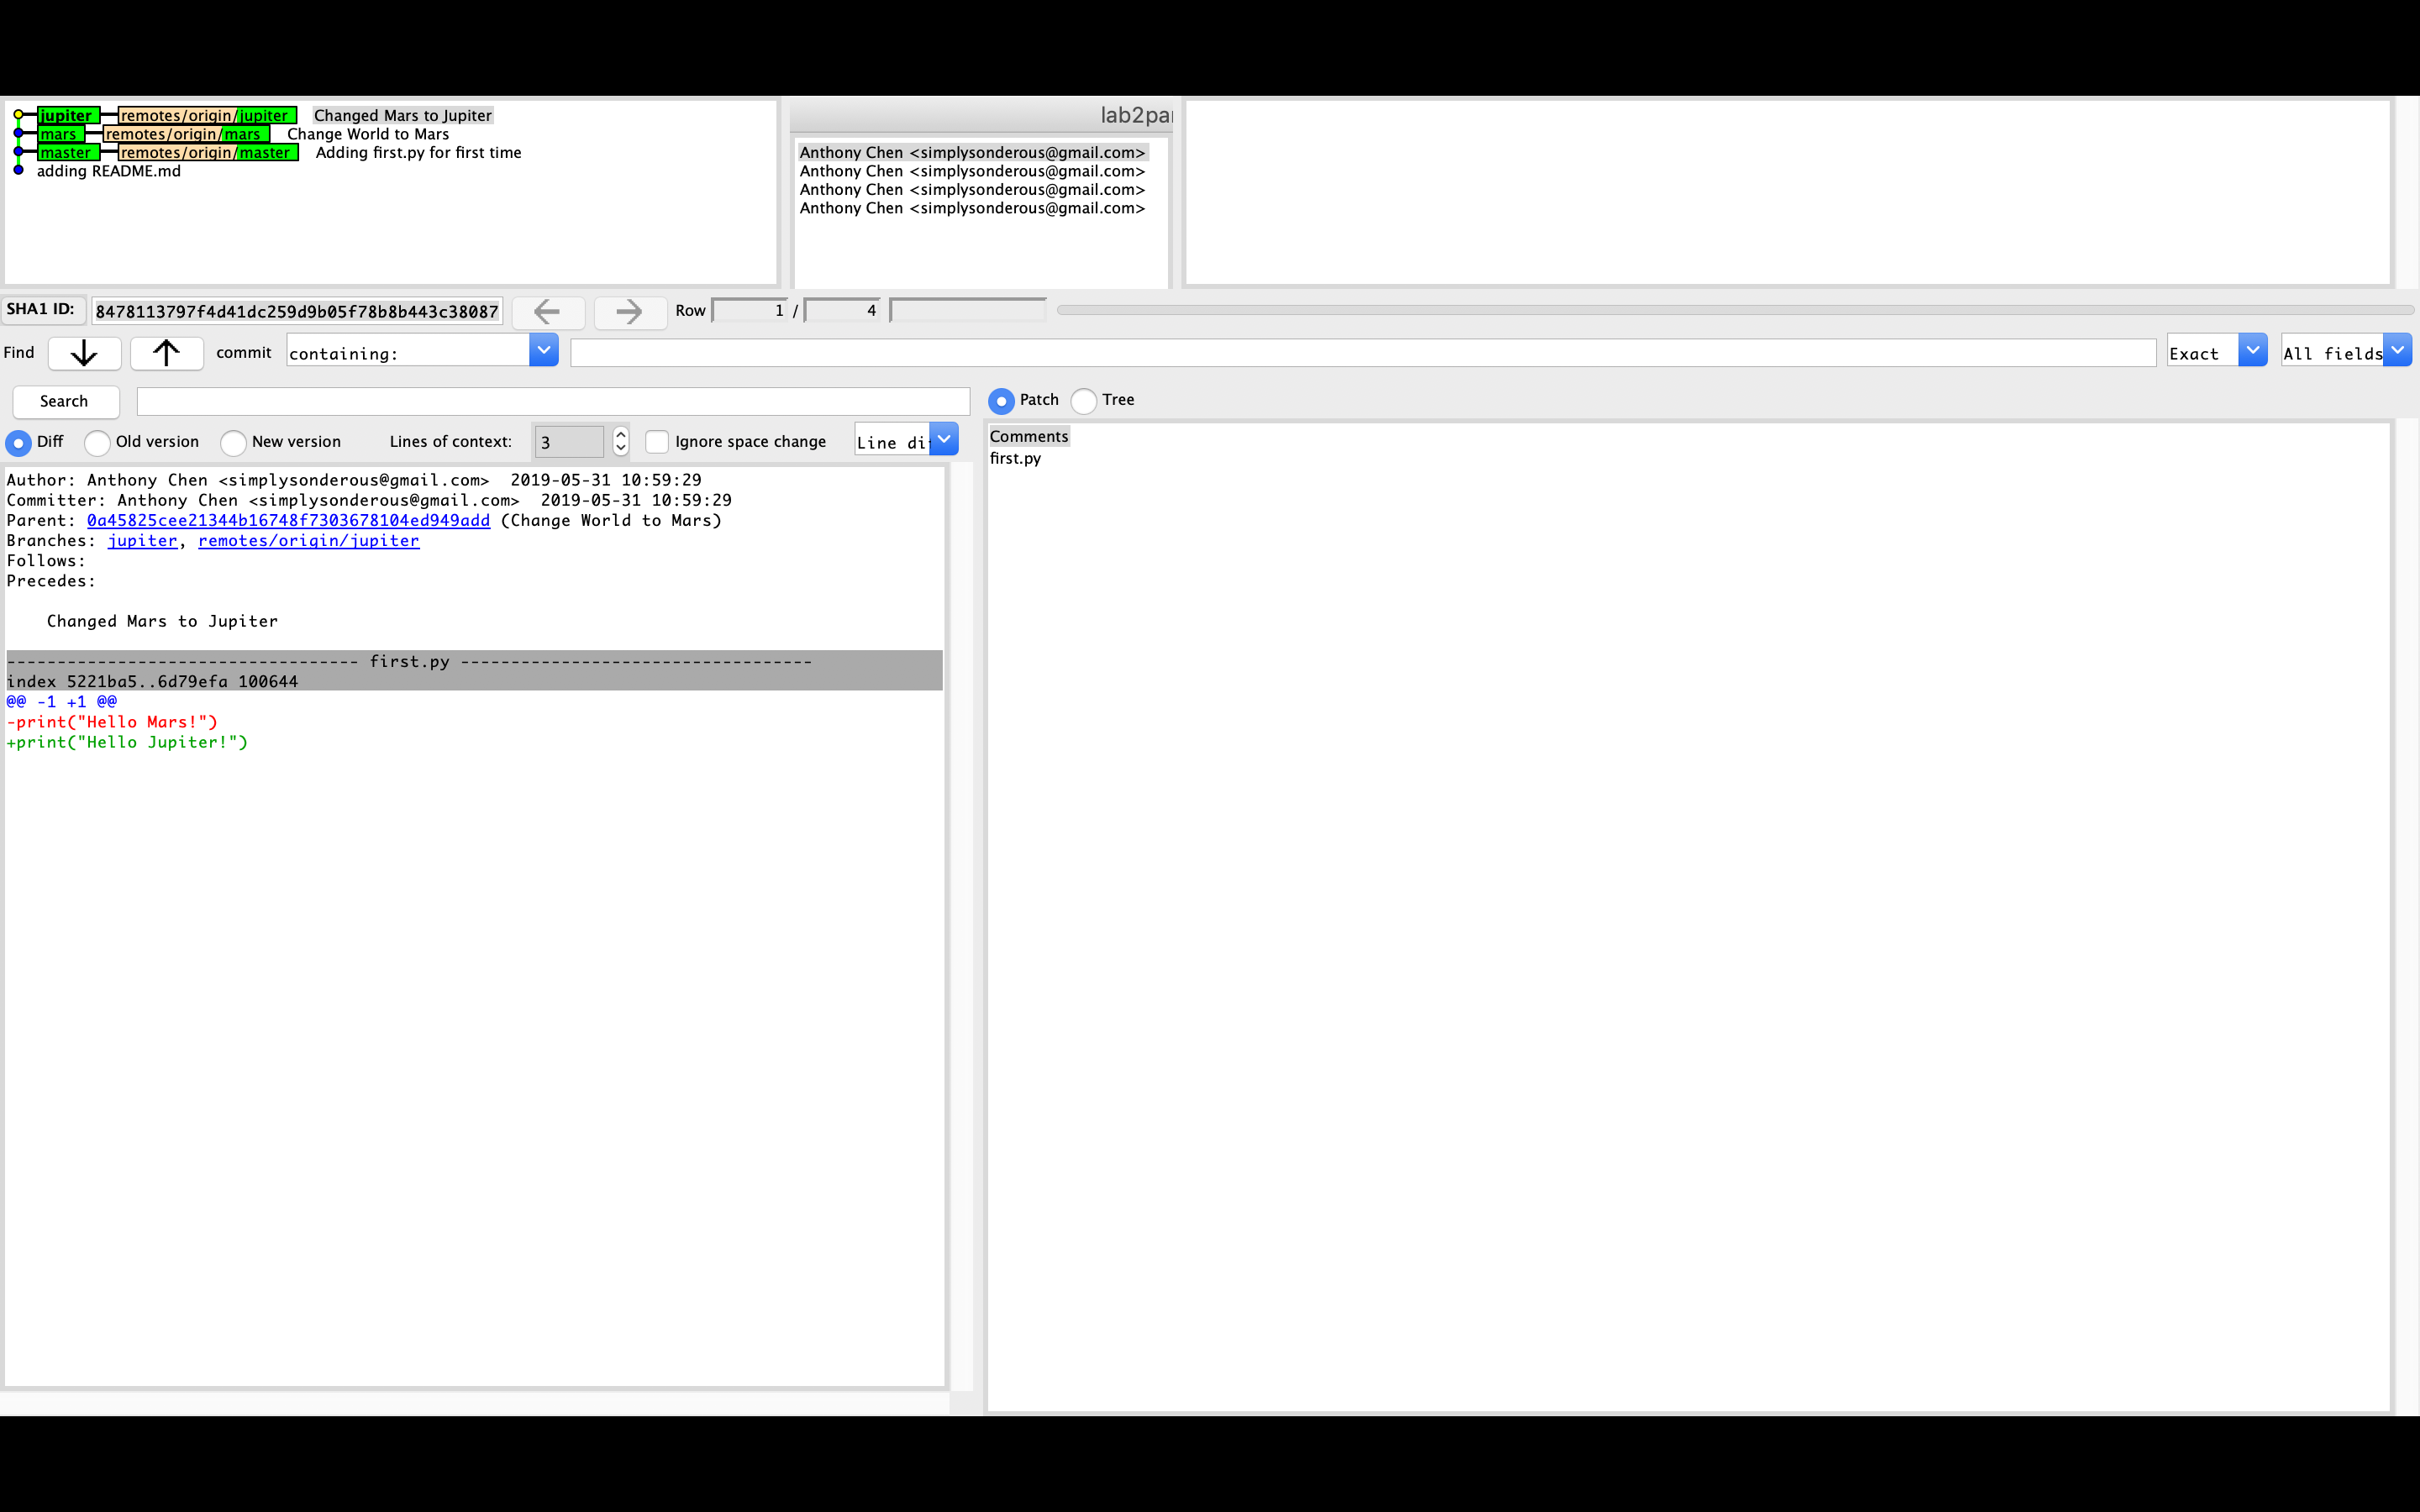 jupiter remotes/origin/jupiter Changed Mars to Jupiter
mars remotes/origin/mars Change World to Mars
master remotes/origin/master Adding first.py for first time
adding README.md
lab2pa
Anthony Chen <simplysonderous@gmail.com>
Anthony Chen <simplysonderous@gmail.com>
Anthony Chen <simplysonderous@gmail.com>
Anthony Chen <simplysonderous@gmail.com>
SHA1 ID: 8478113797f4d41dc259d9b05f78b8b443c38087 Row 1 / 4
Find commit containing: Exact All fields
Search
Patch Tree
Diff Old version New version Lines of context: 3 Ignore space change Line di
Comments
first.py
Author: Anthony Chen <simplysonderous@gmail.com>  2019-05-31 10:59:29
Committer: Anthony Chen <simplysonderous@gmail.com>  2019-05-31 10:59:29
Parent: 0a45825cee21344b16748f7303678104ed949add (Change World to Mars)
Branches: jupiter, remotes/origin/jupiter
Follows:
Precedes:
Changed Mars to Jupiter
----------------------------------- first.py -----------------------------------
index 5221ba5..6d79efa 100644
@@ -1 +1 @@
-print("Hello Mars!")
+print("Hello Jupiter!")